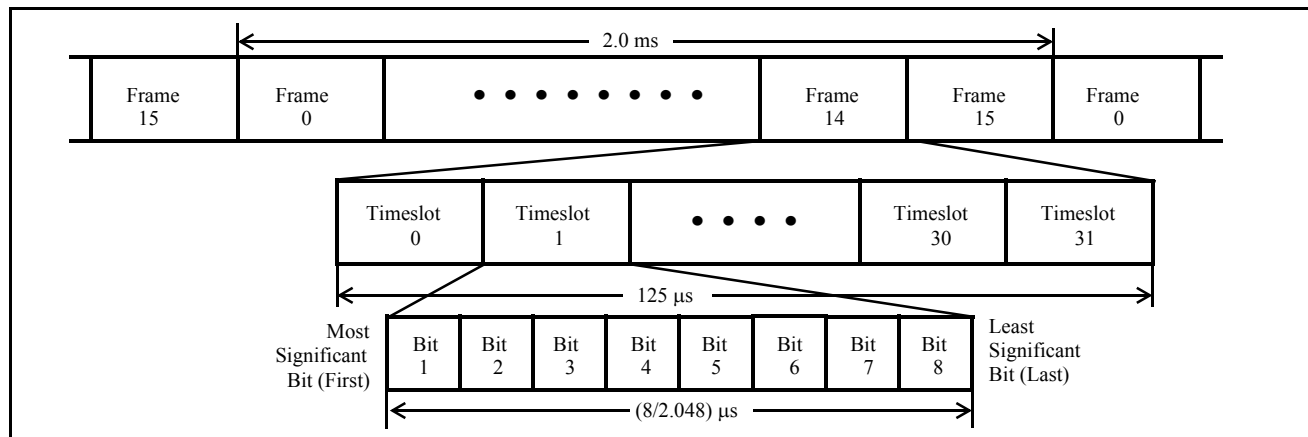 2.0 ms
Frame
15
Frame
0
Frame
14
Frame
15
Frame
0
Timeslot
0
Timeslot
1
Timeslot
30
Timeslot
31
125 µs
Most
Significant
Bit (First)
Bit
1
Bit
2
Bit
3
Bit
4
Bit
5
Bit
6
Bit
7
Bit
8
Least
Significant
Bit (Last)
(8/2.048) µs